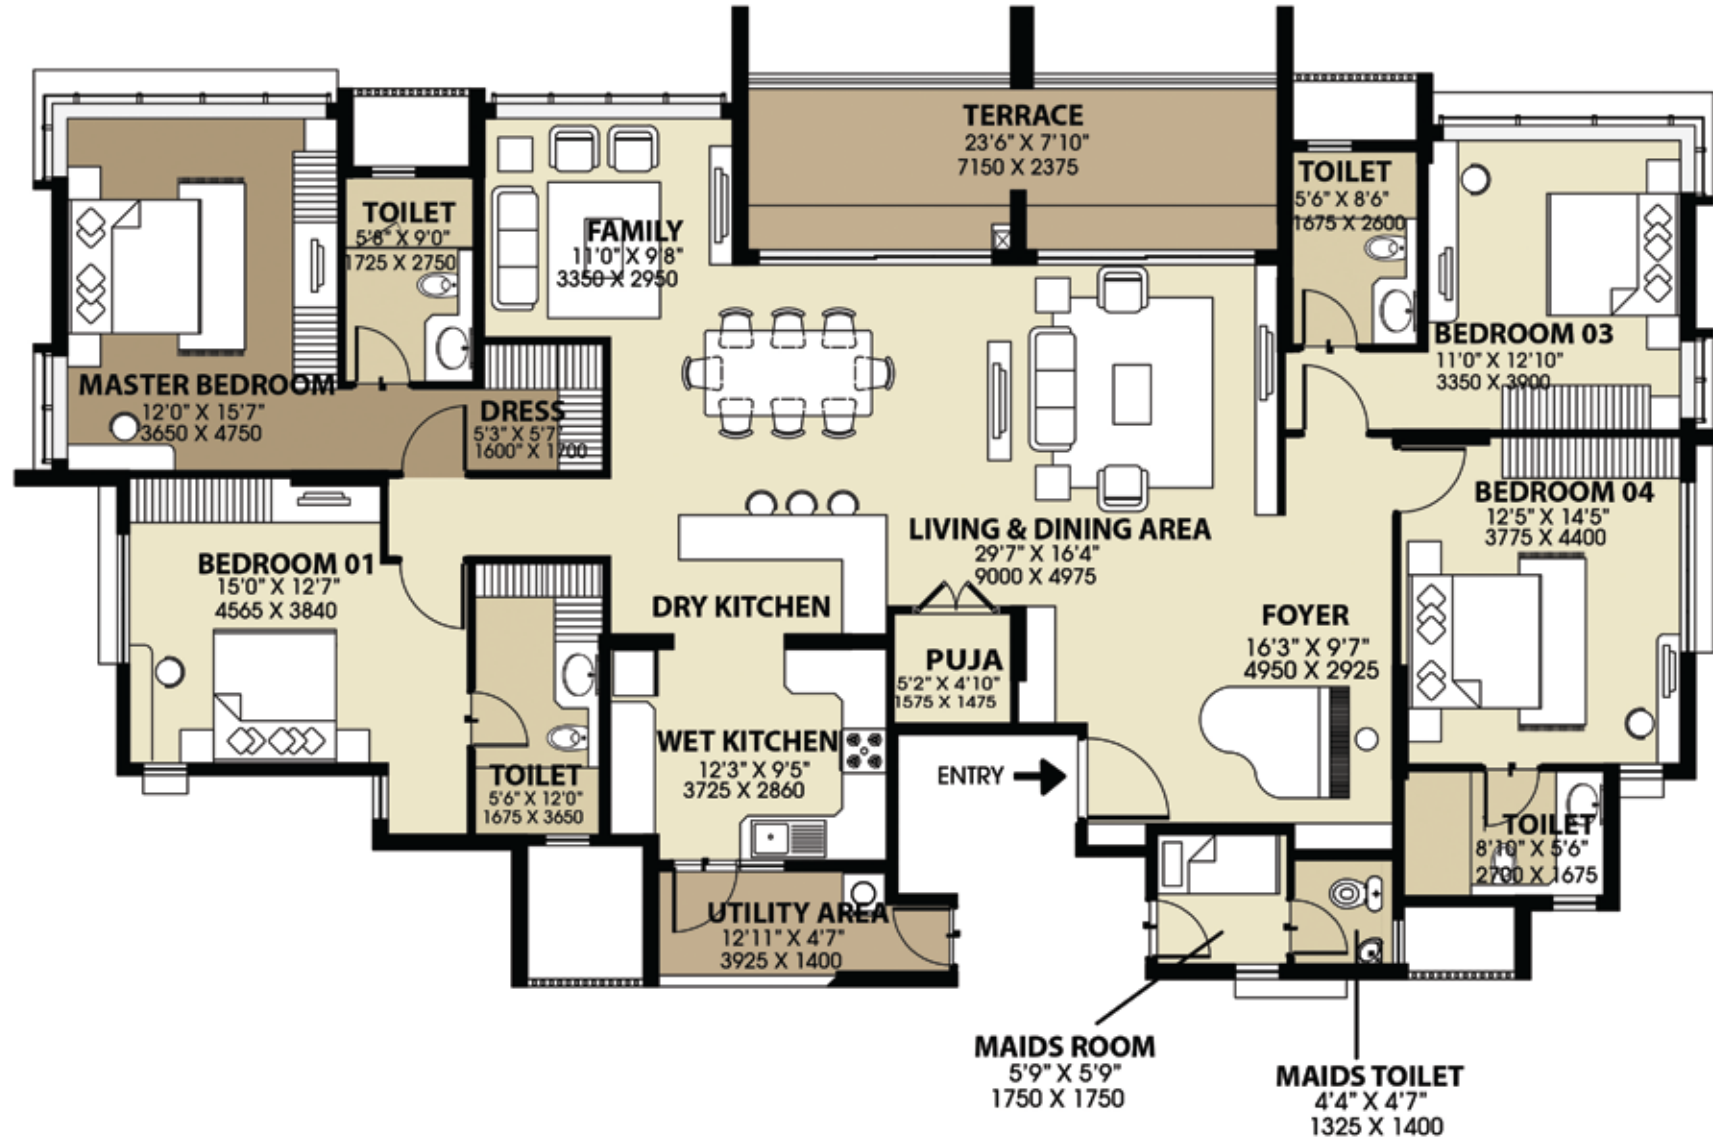 TERRACE
23'6" X 7'10"
7150 X 2375
TOILET
5'6" X 8'6"
1675 X 2600
TOILET
5'8" X 9'0"
1725 X 2750
FAMILY
11'0" X 9'8"
3350 X 2950
BEDROOM 03
11'0" X 12'10"
3350 X 3900
MASTER BEDROOM
12'0" X 15'7"
3650 X 4750
DRESS
5'3" X 5'7"
1600" X 1700
BEDROOM 04
12'5" X 14'5"
3775 X 4400
LIVING & DINING AREA
29'7" X 16'4"
9000 X 4975
BEDROOM 01
15'0" X 12'7"
4565 X 3840
DRY KITCHEN
FOYER
16'3" X 9'7"
4950 X 2925
PUJA
5'2" X 4'10"
1575 X 1475
WET KITCHEN
12'3" X 9'5"
3725 X 2860
ENTRY
TOILET
5'6" X 12'0"
1675 X 3650
TOILET
8'10" X 5'6"
2700 X 1675
UTILITY AREA
12'11" X 4'7"
3925 X 1400
MAIDS ROOM
5'9" X 5'9"
1750 X 1750
MAIDS TOILET
4'4" X 4'7"
1325 X 1400